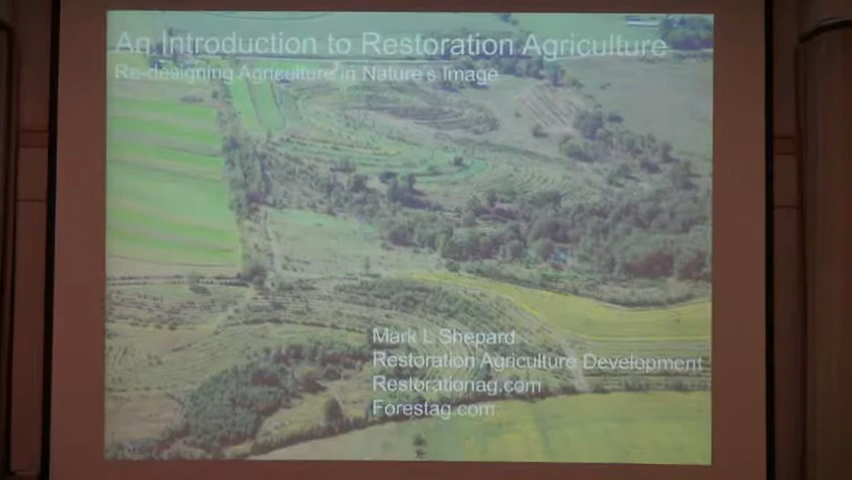 An Introduction to Restoration Agriculture
Re-designing Agriculture in Nature's Image
Mark L Shepard
Restoration Agriculture Development
Restorationag.com
Forestag.com